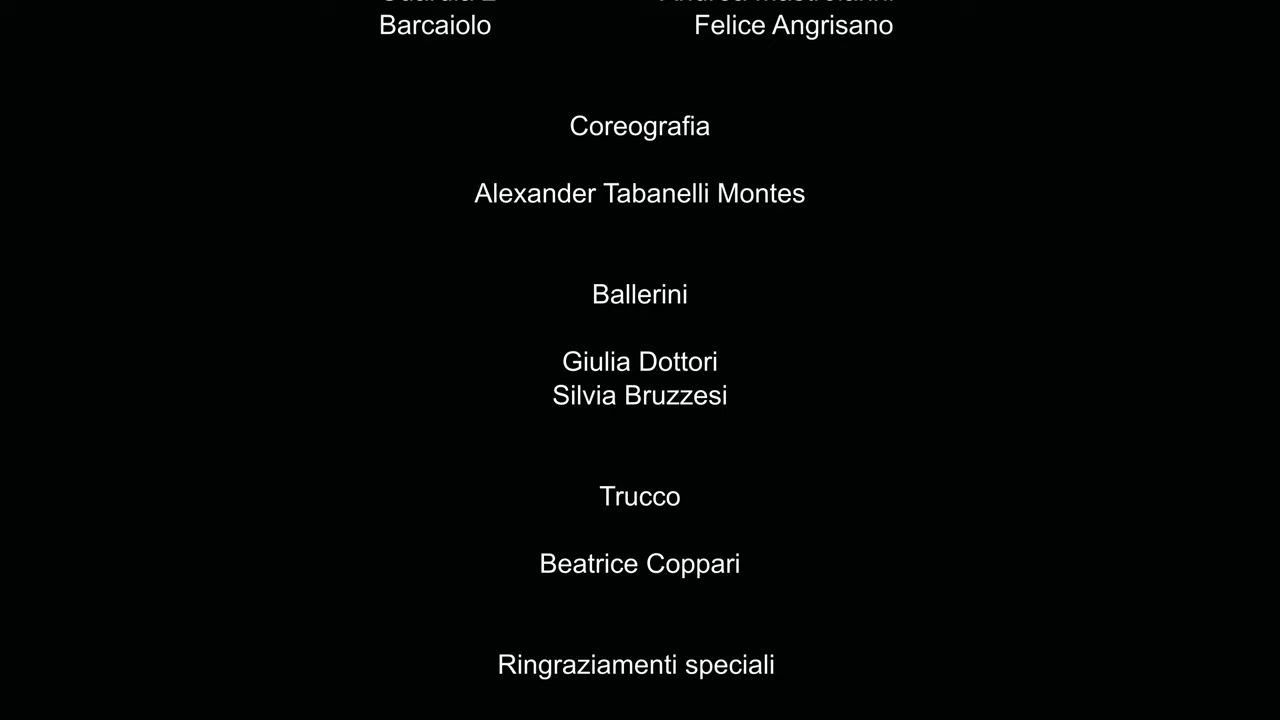 Barcaiolo Felice Angrisano
Coreografia
Alexander Tabanelli Montes
Ballerini
Giulia Dottori
Silvia Bruzzesi
Trucco
Beatrice Coppari
Ringraziamenti speciali